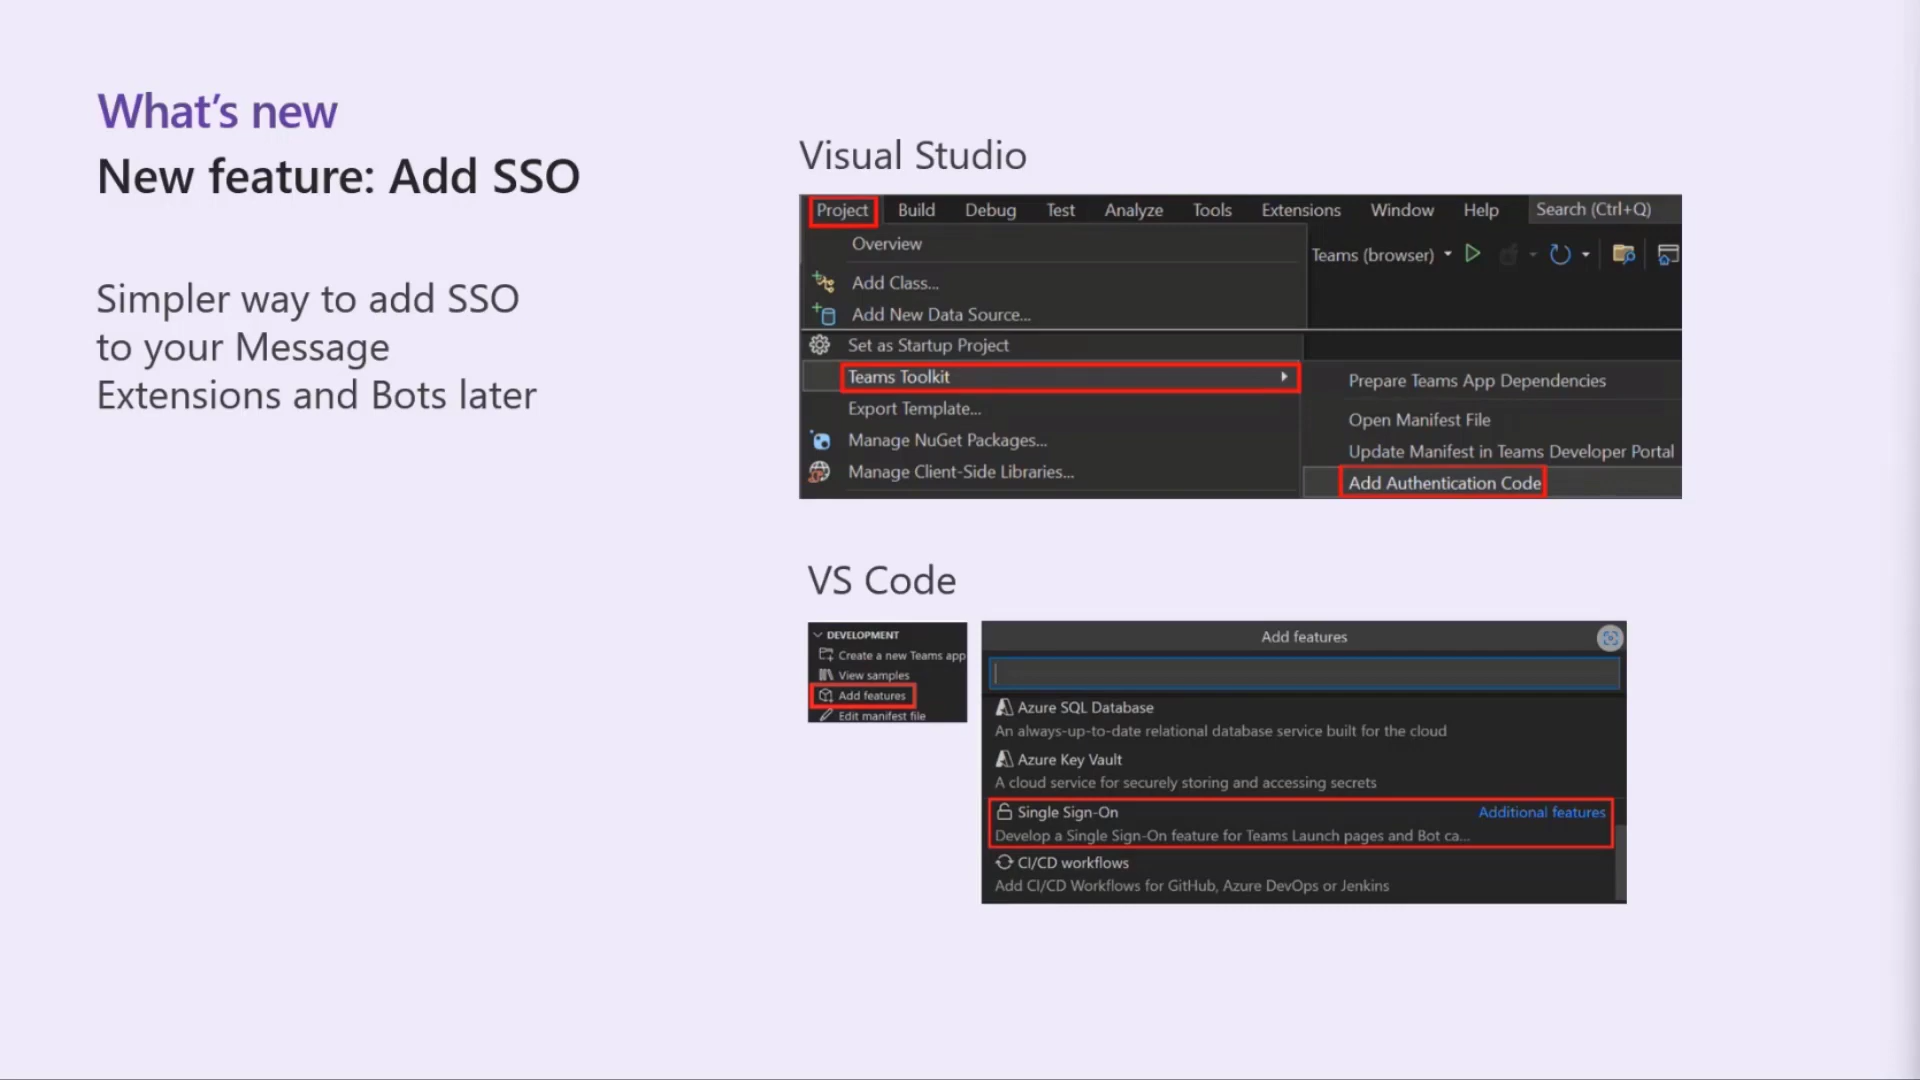 What's new
New feature: Add SSO
Simpler way to add SSO
to your Message
Extensions and Bots later
Visual Studio
Project Build Debug Test Analyze Tools Extensions Window Help Search (Ctrl+Q)
Overview
Teams (browser)
Add Class...
Add New Data Source...
Set as Startup Project
Teams Toolkit
Export Template...
Manage NuGet Packages...
Manage Client-Side Libraries...
Prepare Teams App Dependencies
Open Manifest File
Update Manifest in Teams Developer Portal
Add Authentication Code
VS Code
DEVELOPMENT
Create a new Teams app
View samples
Add features
Edit manifest file
Add features
Azure SQL Database
An always-up-to-date relational database service built for the cloud
Azure Key Vault
A cloud service for securely storing and accessing secrets
Single Sign-On Additional features
Develop a Single Sign-On feature for Teams Launch pages and Bot ca...
CI/CD workflows
Add CI/CD Workflows for GitHub, Azure DevOps or Jenkins